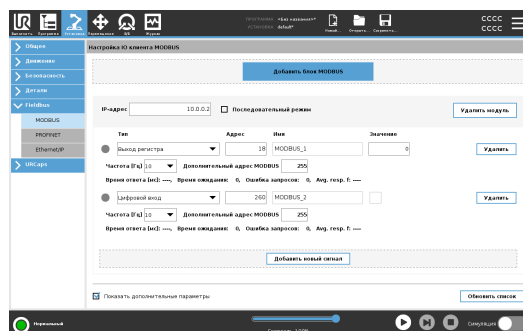 ПРОГРАММА <Без названия>*
УСТАНОВКА default*
Новый... Открыть... Сохранить...
CCCC
CCCC
Общее
Движение
Безопасность
Детали
Fieldbus
MODBUS
PROFINET
EtherNet/IP
URCaps
Настройка IO клиента MODBUS
Добавить блок MODBUS
IP-адрес 10.0.0.2 Последовательный режим Удалить модуль
Тип Адрес Имя Значение
Выход регистра 18 MODBUS_1 0 Удалить
Частота [Гц] 10 Дополнительный адрес MODBUS 255
Время ответа [мс]: ----, Время ожидания: 0, Ошибка запросов: 0, Avg. resp. f: ----
Цифровой вход 260 MODBUS_2 Удалить
Частота [Гц] 10 Дополнительный адрес MODBUS 255
Время ответа [мс]: ----, Время ожидания: 0, Ошибка запросов: 0, Avg. resp. f: ----
Добавить новый сигнал
Показать дополнительные параметры Обновить список
Нормальный
Скорость 100%
Симуляция